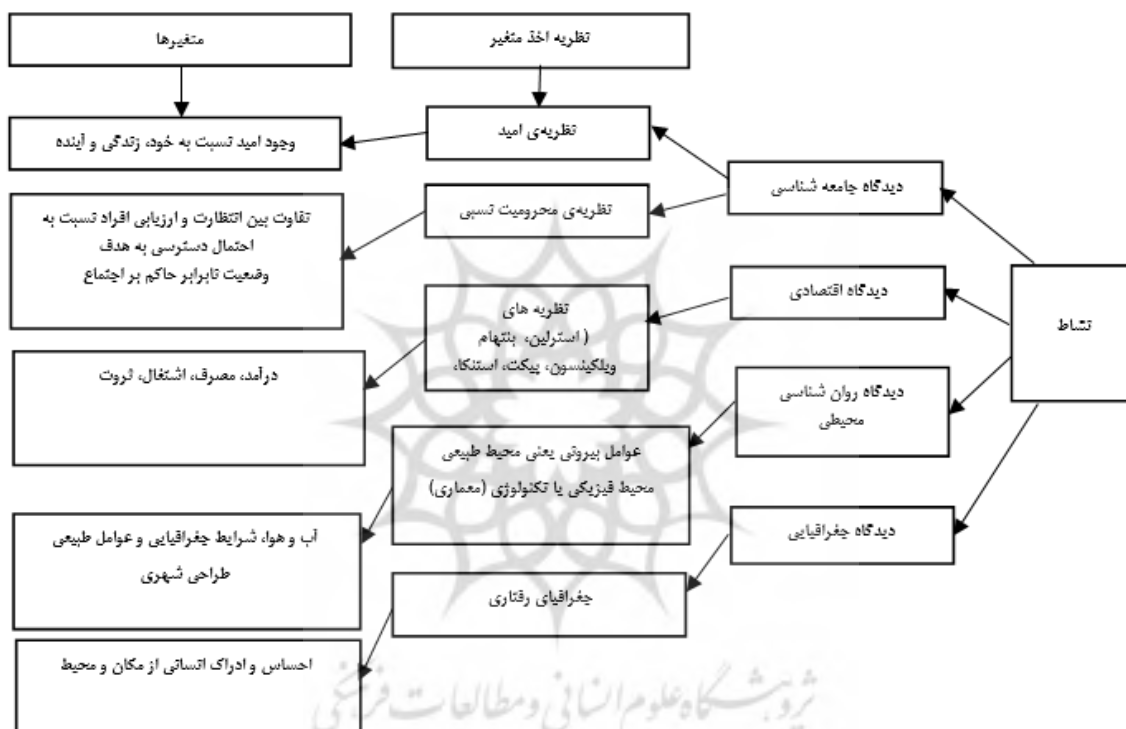 نظریه اخذ متغیر
متغیرها
نظریه‌ی امید
وجود امید نسبت به خود، زندگی و آینده
دیدگاه جامعه شناسی
نظریه‌ی محرومیت نسبی
تفاوت بین انتظارت و ارزیابی افراد نسبت به
احتمال دسترسی به هدف
وضعیت نابرابر حاکم بر اجتماع
نشاط
دیدگاه اقتصادی
نظریه های
( استرلین، بنتهام
ویلکینسون، پیکت، استنکا،
درآمد، مصرف، اشتغال، ثروت
دیدگاه روان شناسی
محیطی
عوامل بیرونی یعنی محیط طبیعی
محیط فیزیکی یا تکنولوژی (معماری)
آب و هوا، شرایط جغرافیایی و عوامل طبیعی
طراحی شهری
دیدگاه جغرافیایی
جغرافیای رفتاری
احساس و ادراک انسانی از مکان و محیط
پژوهشگاه علوم انسانی و مطالعات فرهنگی